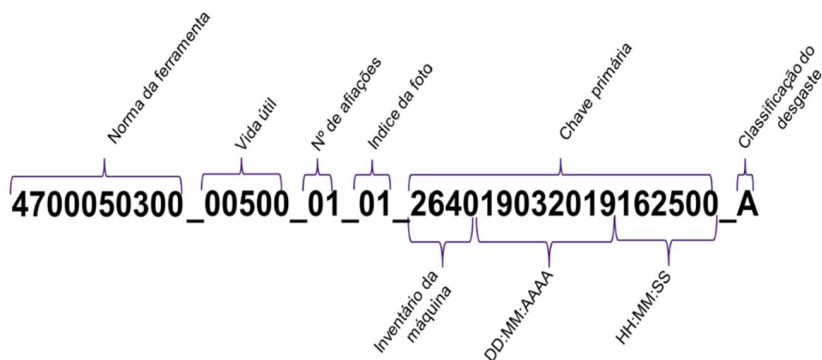 Norma da ferramenta
Vida útil
Nº de afiações
Indice da foto
Chave primária
Classificação do
desgaste
4700050300_00500_01_01_264019032019162500_A
Inventário da
máquina
DD:MM:AAAA
HH:MM:SS